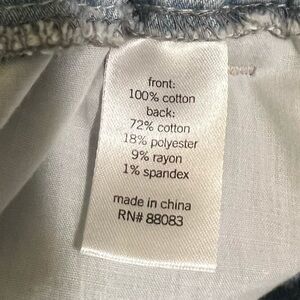 front:
100% cotton
back:
72% cotton
18% polyester
9% rayon
1% spandex
made in china
RN# 88083